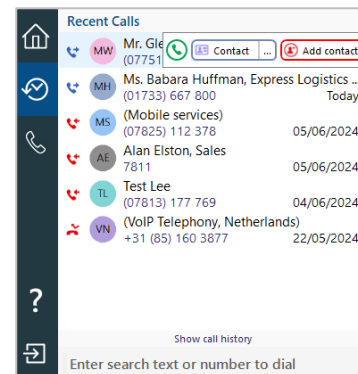 Recent Calls
MW Mr. Gle
(07751
Contact ... Add contact
MH Ms. Babara Huffman, Express Logistics ...
(01733) 667 800 Today
MS (Mobile services)
(07825) 112 378 05/06/2024
AE Alan Elston, Sales
7811 05/06/2024
TL Test Lee
(07813) 177 769 04/06/2024
VN (VoIP Telephony, Netherlands)
+31 (85) 160 3877 22/05/2024
?
Show call history
Enter search text or number to dial